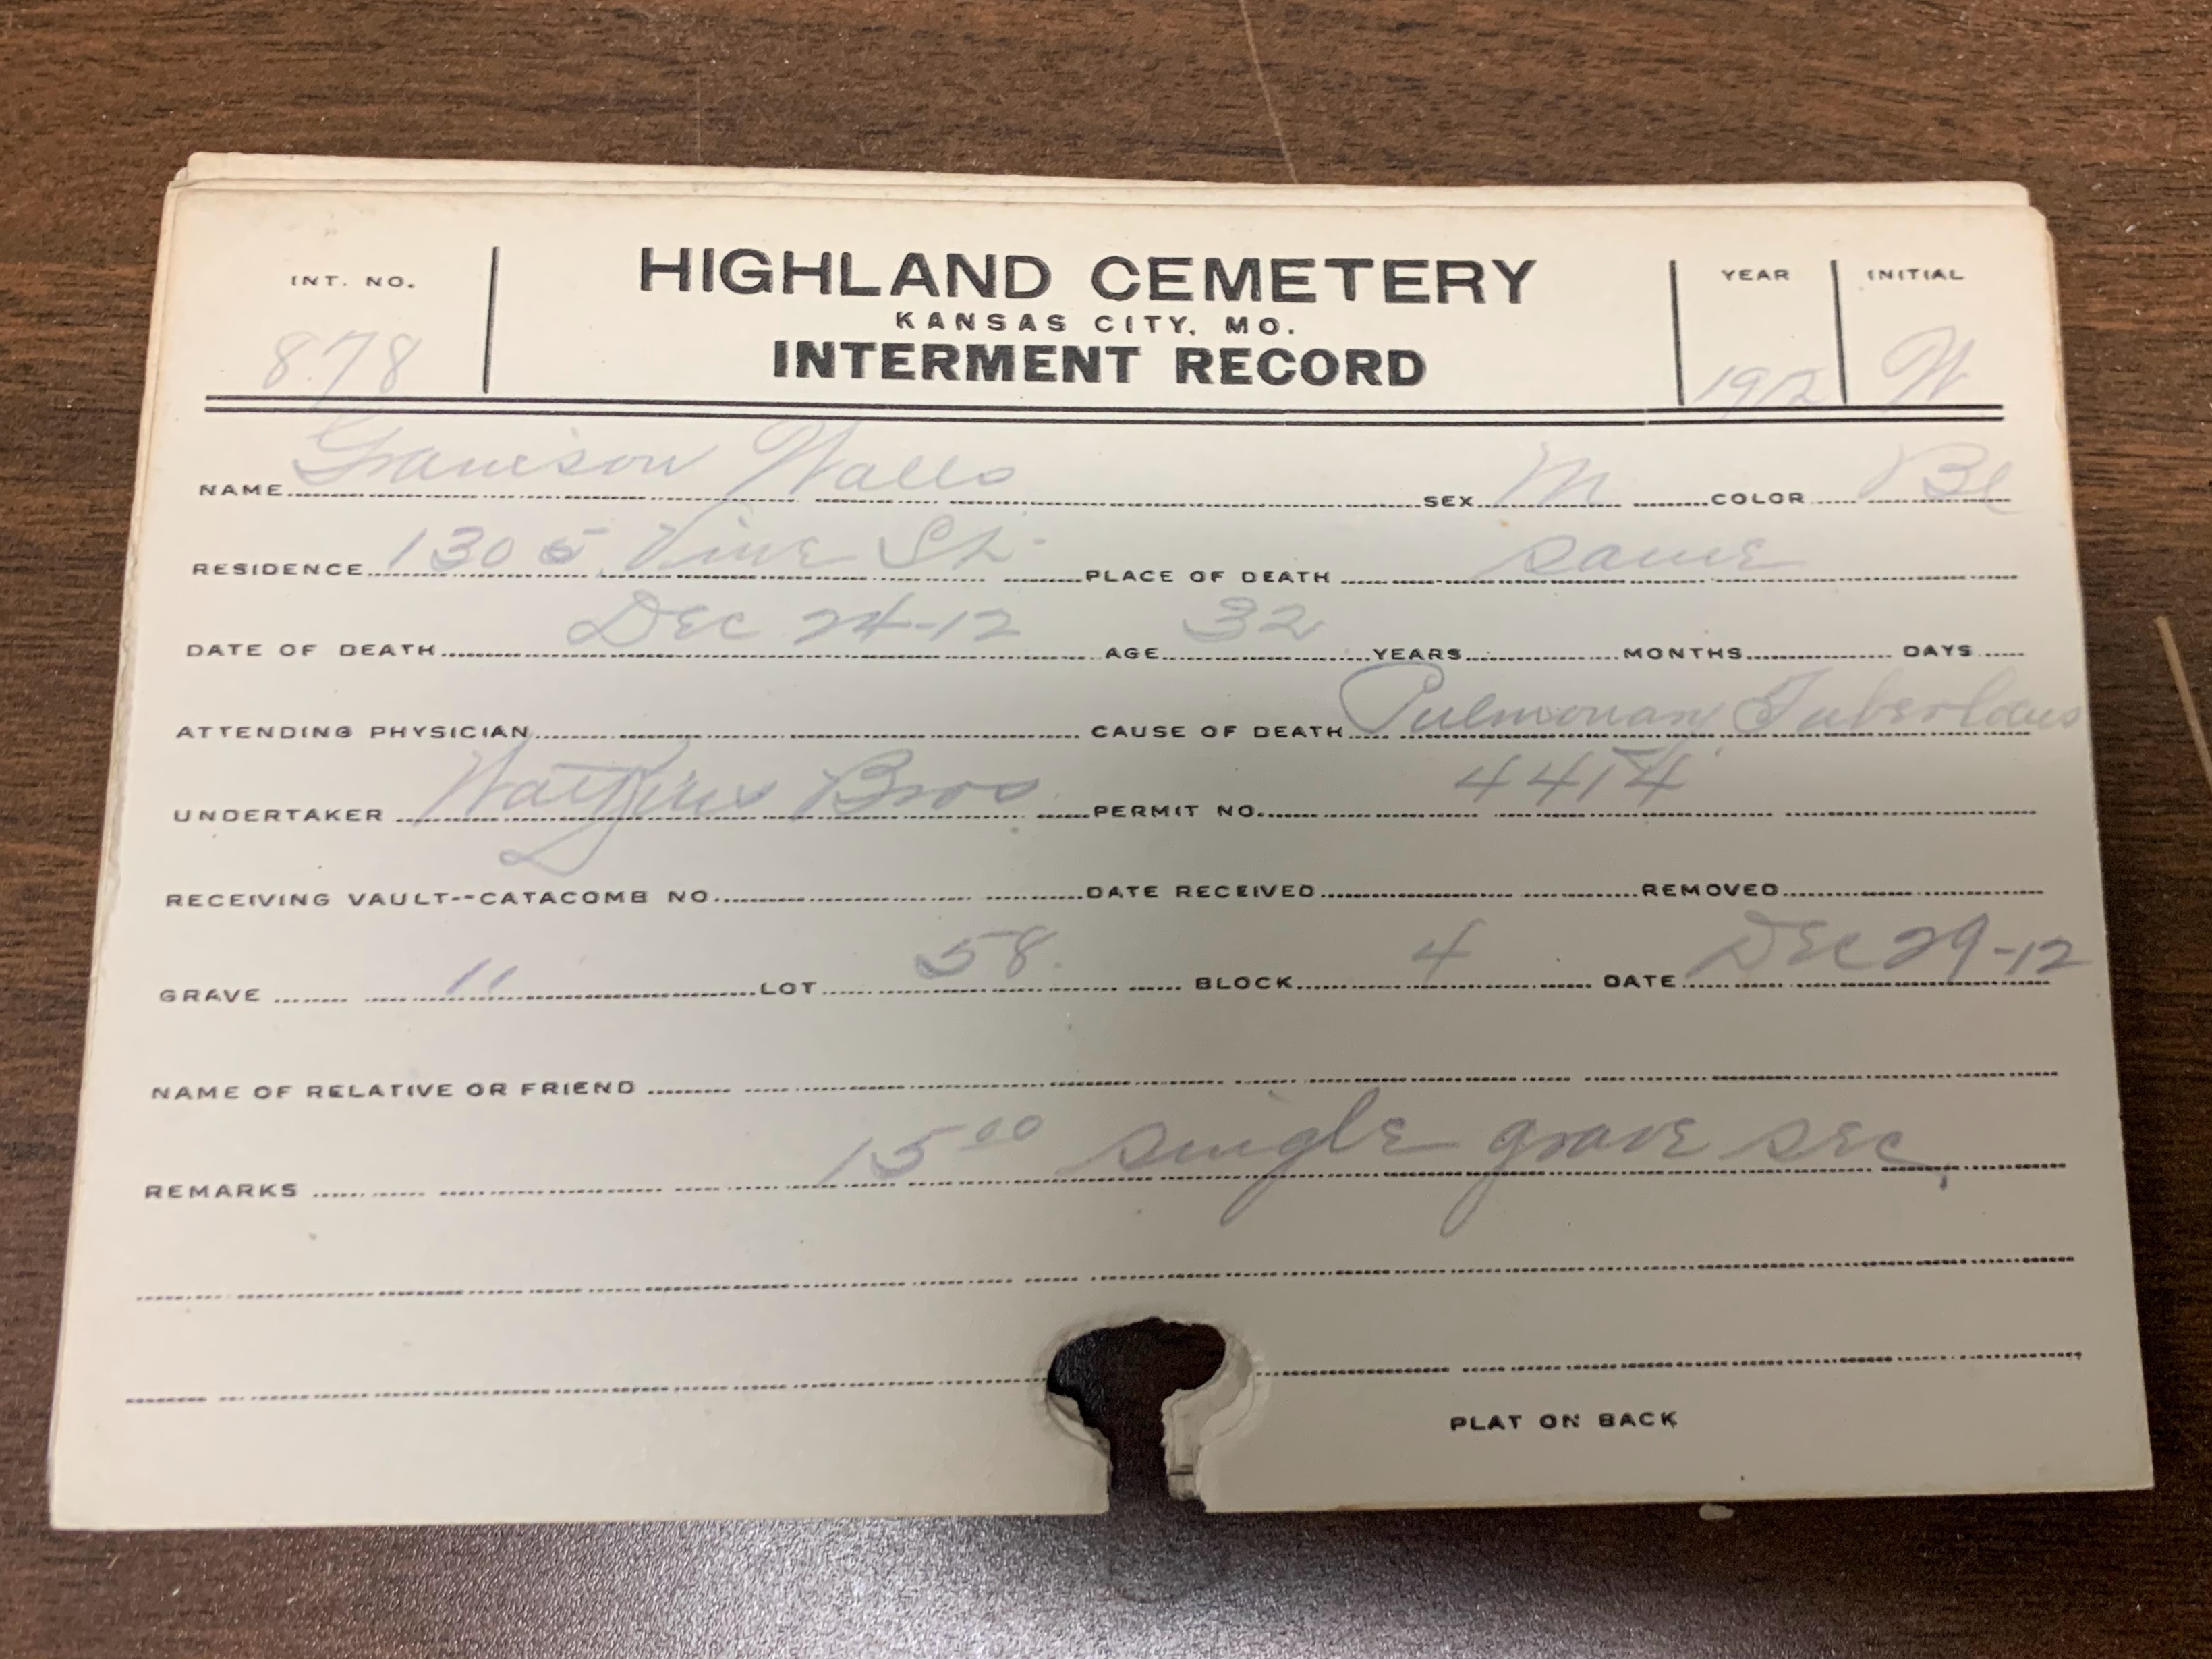 INT. NO. HIGHLAND CEMETERY YEAR INITIAL
KANSAS CITY, MO.
878 INTERMENT RECORD 1912 W
NAME Walls SEX M COLOR Bl
RESIDENCE 1305 Vine St. PLACE OF DEATH same
DATE OF DEATH Dec 24-12 AGE 32 YEARS MONTHS DAYS
ATTENDING PHYSICIAN CAUSE OF DEATH Pulmonary
UNDERTAKER Watkins Bros PERMIT NO. 4414
RECEIVING VAULT--CATACOMB NO. DATE RECEIVED REMOVED
GRAVE 11 LOT 58. BLOCK 4 DATE Dec 29-12
NAME OF RELATIVE OR FRIEND
REMARKS 15 00 single grave sec,
PLAT ON BACK